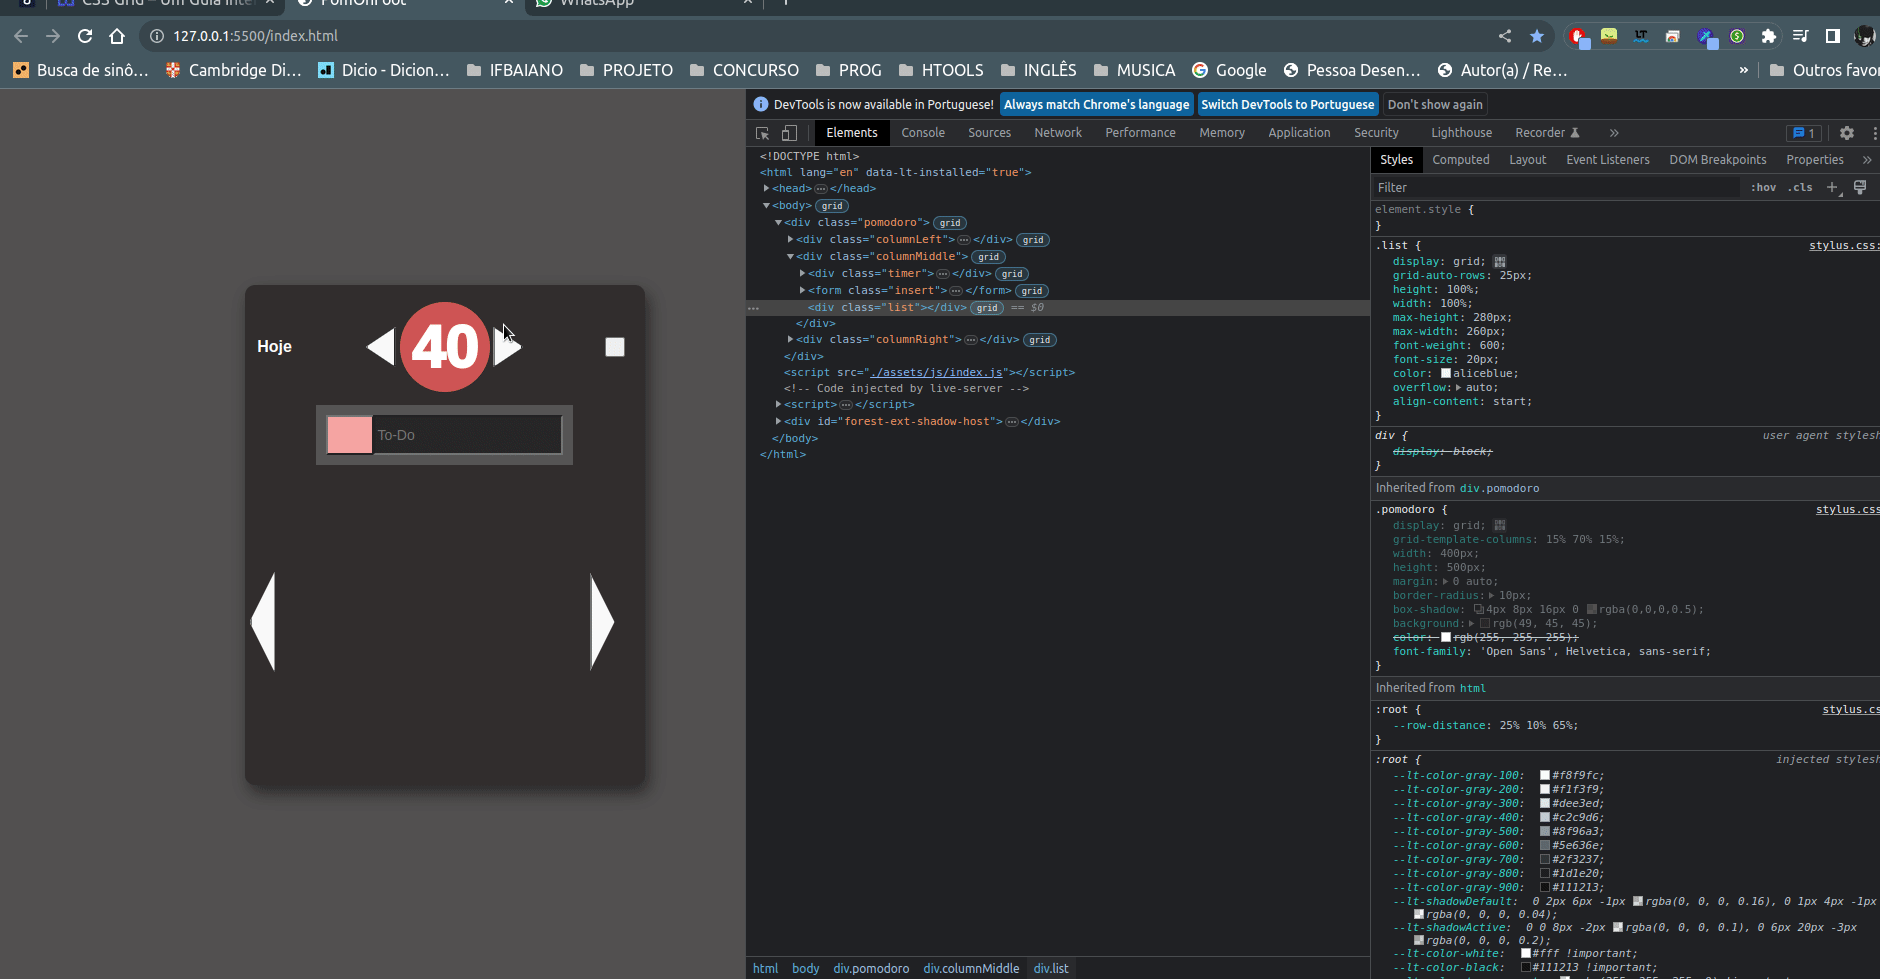 CSS Grid – Um Guia Inter
PomOnFoot
WhatsApp
127.0.0.1:5500/index.html
Busca de sinô...
Cambridge Di...
Dicio - Dicion...
IFBAIANO
PROJETO
CONCURSO
PROG
HTOOLS
INGLÊS
MUSICA
Google
Pessoa Desen...
Autor(a) / Re...
»
Outros favor
DevTools is now available in Portuguese!
Always match Chrome's language
Switch DevTools to Portuguese
Don't show again
Elements
Console
Sources
Network
Performance
Memory
Application
Security
Lighthouse
Recorder
»
1
Hoje
40
To-Do
<!DOCTYPE html>
<html lang="en" data-lt-installed="true">
<head>…</head>
<body> grid
<div class="pomodoro"> grid
<div class="columnLeft">…</div> grid
<div class="columnMiddle"> grid
<div class="timer">…</div> grid
<form class="insert">…</form> grid
<div class="list"></div> grid == $0
</div>
<div class="columnRight">…</div> grid
</div>
<script src="./assets/js/index.js"></script>
<!-- Code injected by live-server -->
<script>…</script>
<div id="forest-ext-shadow-host">…</div>
</body>
</html>
html
body
div.pomodoro
div.columnMiddle
div.list
Styles
Computed
Layout
Event Listeners
DOM Breakpoints
Properties
»
Filter
:hov
.cls
+
element.style {
}
.list { stylus.css:
display: grid;
grid-auto-rows: 25px;
height: 100%;
width: 100%;
max-height: 280px;
max-width: 260px;
font-weight: 600;
font-size: 20px;
color: aliceblue;
overflow: auto;
align-content: start;
}
div { user agent stylesh
display: block;
}
Inherited from div.pomodoro
.pomodoro { stylus.css
display: grid;
grid-template-columns: 15% 70% 15%;
width: 400px;
height: 500px;
margin: 0 auto;
border-radius: 10px;
box-shadow: 4px 8px 16px 0 rgba(0,0,0,0.5);
background: rgb(49, 45, 45);
color: rgb(255, 255, 255);
font-family: 'Open Sans', Helvetica, sans-serif;
}
Inherited from html
:root { stylus.cs
--row-distance: 25% 10% 65%;
}
:root { injected stylesh
--lt-color-gray-100: #f8f9fc;
--lt-color-gray-200: #f1f3f9;
--lt-color-gray-300: #dee3ed;
--lt-color-gray-400: #c2c9d6;
--lt-color-gray-500: #8f96a3;
--lt-color-gray-600: #5e636e;
--lt-color-gray-700: #2f3237;
--lt-color-gray-800: #1d1e20;
--lt-color-gray-900: #111213;
--lt-shadowDefault: 0 2px 6px -1px rgba(0, 0, 0, 0.16), 0 1px 4px -1px
rgba(0, 0, 0, 0.04);
--lt-shadowActive: 0 0 8px -2px rgba(0, 0, 0, 0.1), 0 6px 20px -3px
rgba(0, 0, 0, 0.2);
--lt-color-white: #fff !important;
--lt-color-black: #111213 !important;